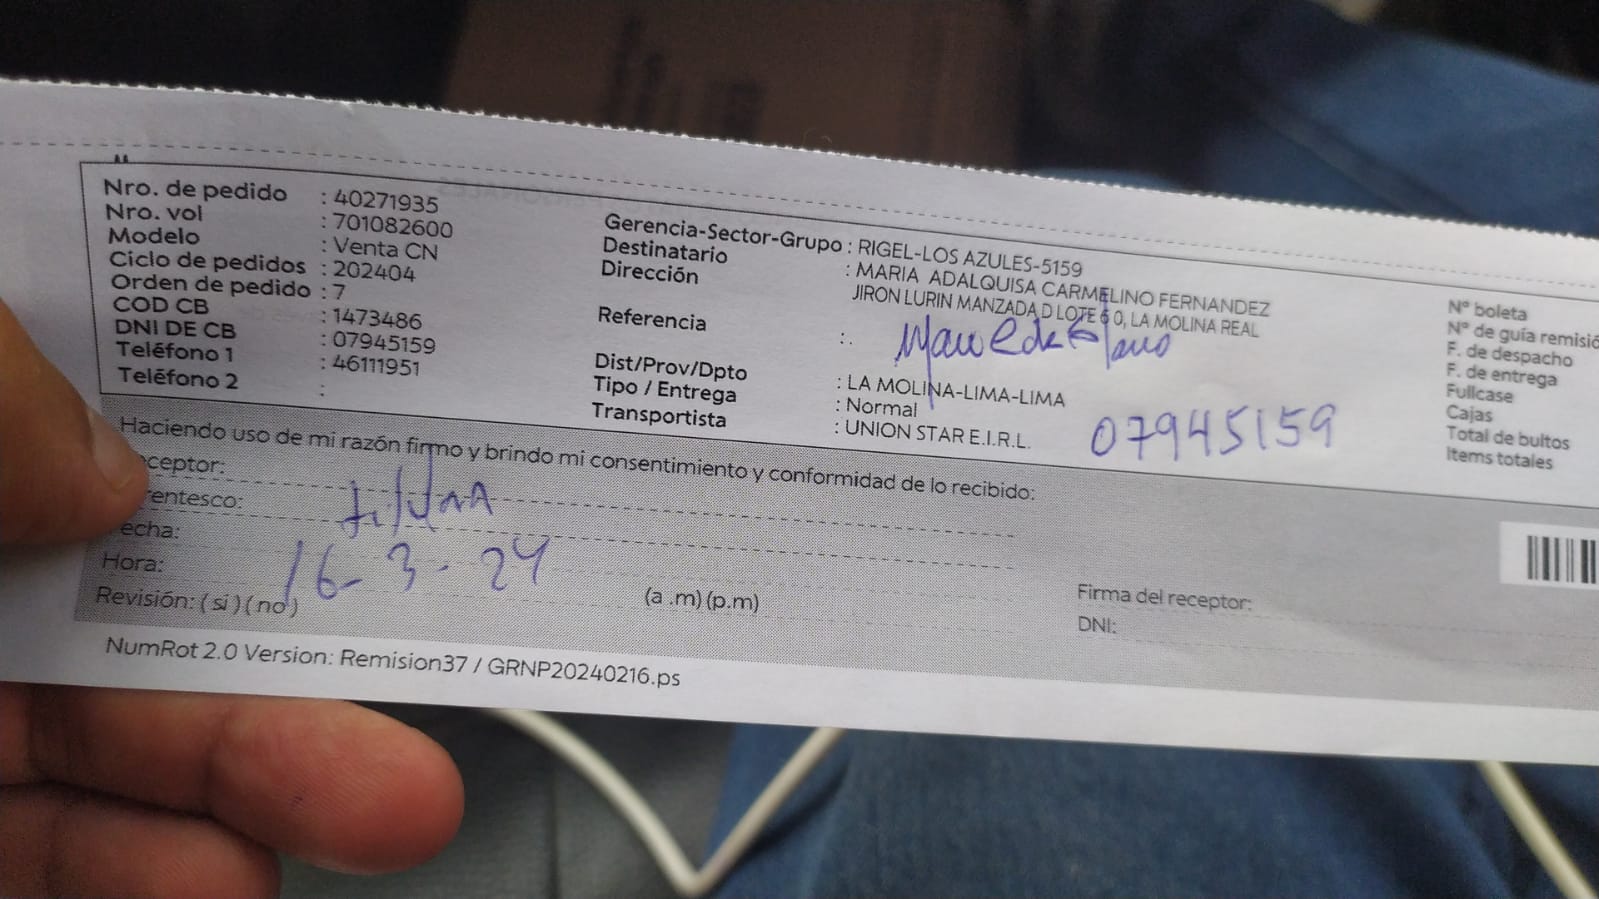 Nro. de pedido : 40271935
Nro. vol : 701082600
Modelo : Venta CN
Ciclo de pedidos : 202404
Orden de pedido : 7
COD CB : 1473486
DNI DE CB : 07945159
Teléfono 1 : 46111951
Teléfono 2 :
Gerencia-Sector-Grupo : RIGEL-LOS AZULES-5159
Destinatario : MARIA ADALQUISA CARMELINO FERNANDEZ
Dirección JIRON LURIN MANZADA D LOTE 6 0, LA MOLINA REAL
Referencia : .
Dist/Prov/Dpto : LA MOLINA-LIMA-LIMA
Tipo / Entrega : Normal
Transportista : UNION STAR E.I.R.L.
07945159
Nº boleta
Nº de guía remisió
F. de despacho
F. de entrega
Fullcase
Cajas
Total de bultos
Items totales
Haciendo uso de mi razón firmo y brindo mi consentimiento y conformidad de lo recibido:
ceptor:
entesco:
echa: 16-3-24
Hora: (a .m) (p.m)
Revisión: ( si ) ( no )
Firma del receptor:
DNI:
NumRot 2.0 Version: Remision37 / GRNP20240216.ps